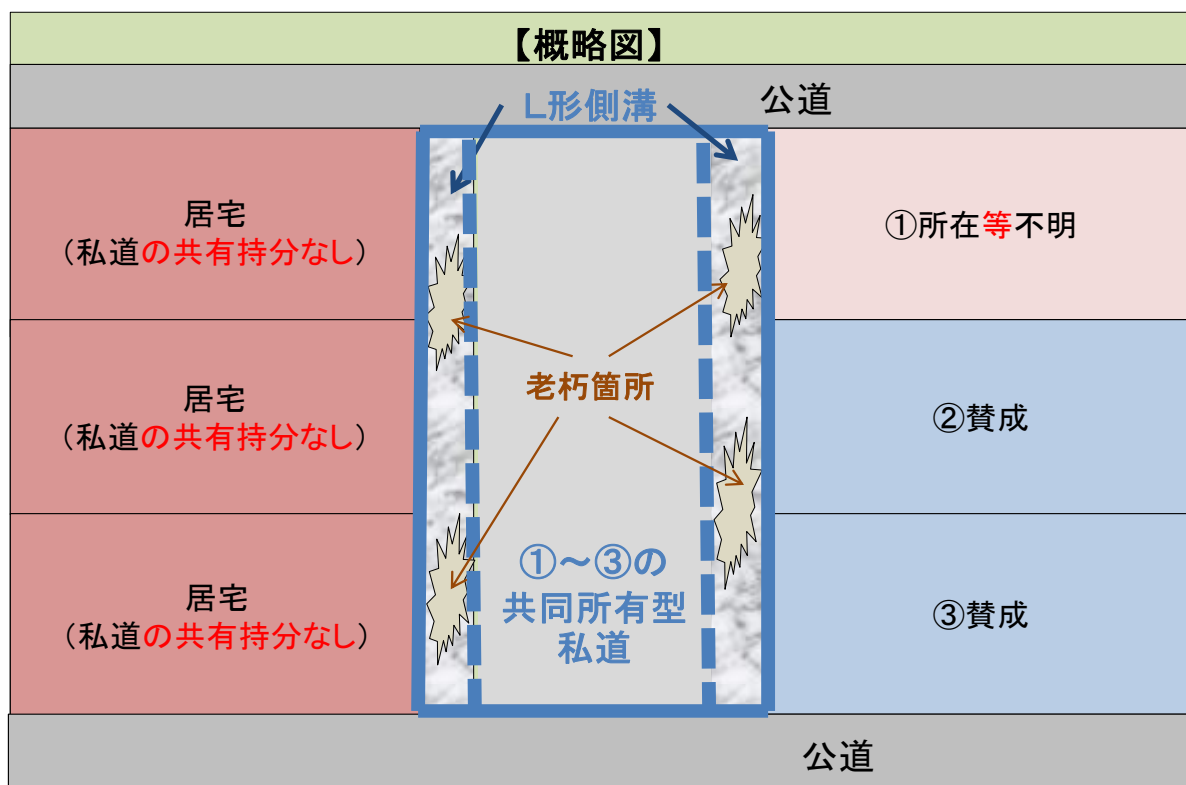 【概略図】
公道
L形側溝
居宅
（私道の共有持分なし）
①所在等不明
居宅
（私道の共有持分なし）
老朽箇所
②賛成
居宅
（私道の共有持分なし）
①～③の
共同所有型
私道
③賛成
公道